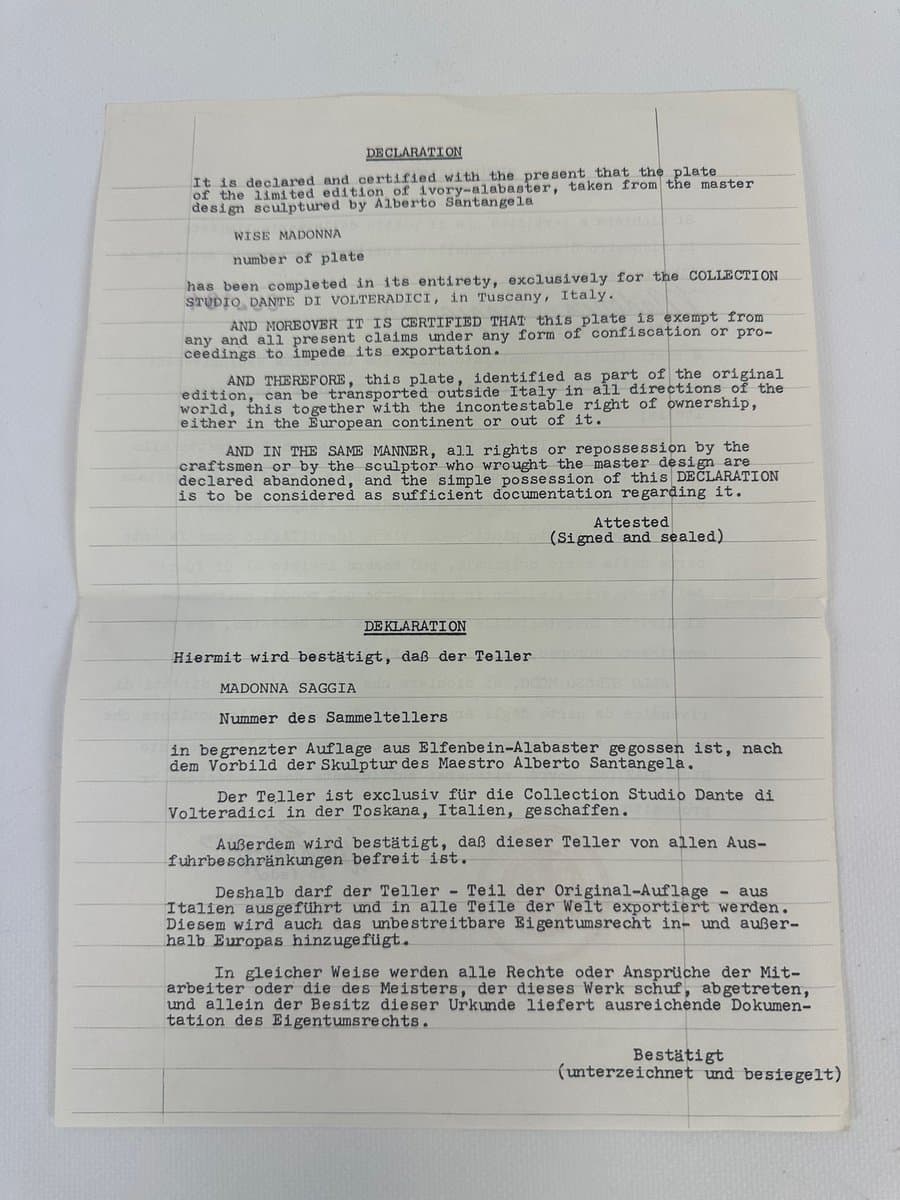 DECLARATION
It is declared and certified with the present that the plate
of the limited edition of ivory-alabaster, taken from the master
design sculptured by Alberto Santangela
WISE MADONNA
number of plate
has been completed in its entirety, exclusively for the COLLECTION
STUDIO DANTE DI VOLTERADICI, in Tuscany, Italy.
AND MOREOVER IT IS CERTIFIED THAT this plate is exempt from
any and all present claims under any form of confiscation or pro-
ceedings to impede its exportation.
AND THEREFORE, this plate, identified as part of the original
edition, can be transported outside Italy in all directions of the
world, this together with the incontestable right of ownership,
either in the European continent or out of it.
AND IN THE SAME MANNER, all rights or repossession by the
craftsmen or by the sculptor who wrought the master design are
declared abandoned, and the simple possession of this DECLARATION
is to be considered as sufficient documentation regarding it.
Attested
(Signed and sealed)
DEKLARATION
Hiermit wird bestätigt, daß der Teller
MADONNA SAGGIA
Nummer des Sammeltellers
in begrenzter Auflage aus Elfenbein-Alabaster gegossen ist, nach
dem Vorbild der Skulptur des Maestro Alberto Santangela.
Der Teller ist exclusiv für die Collection Studio Dante di
Volteradici in der Toskana, Italien, geschaffen.
Außerdem wird bestätigt, daß dieser Teller von allen Aus-
fuhrbeschränkungen befreit ist.
Deshalb darf der Teller - Teil der Original-Auflage - aus
Italien ausgeführt und in alle Teile der Welt exportiert werden.
Diesem wird auch das unbestreitbare Eigentumsrecht in- und außer-
halb Europas hinzugefügt.
In gleicher Weise werden alle Rechte oder Ansprüche der Mit-
arbeiter oder die des Meisters, der dieses Werk schuf, abgetreten,
und allein der Besitz dieser Urkunde liefert ausreichende Dokumen-
tation des Eigentumsrechts.
Bestätigt
(unterzeichnet und besiegelt)